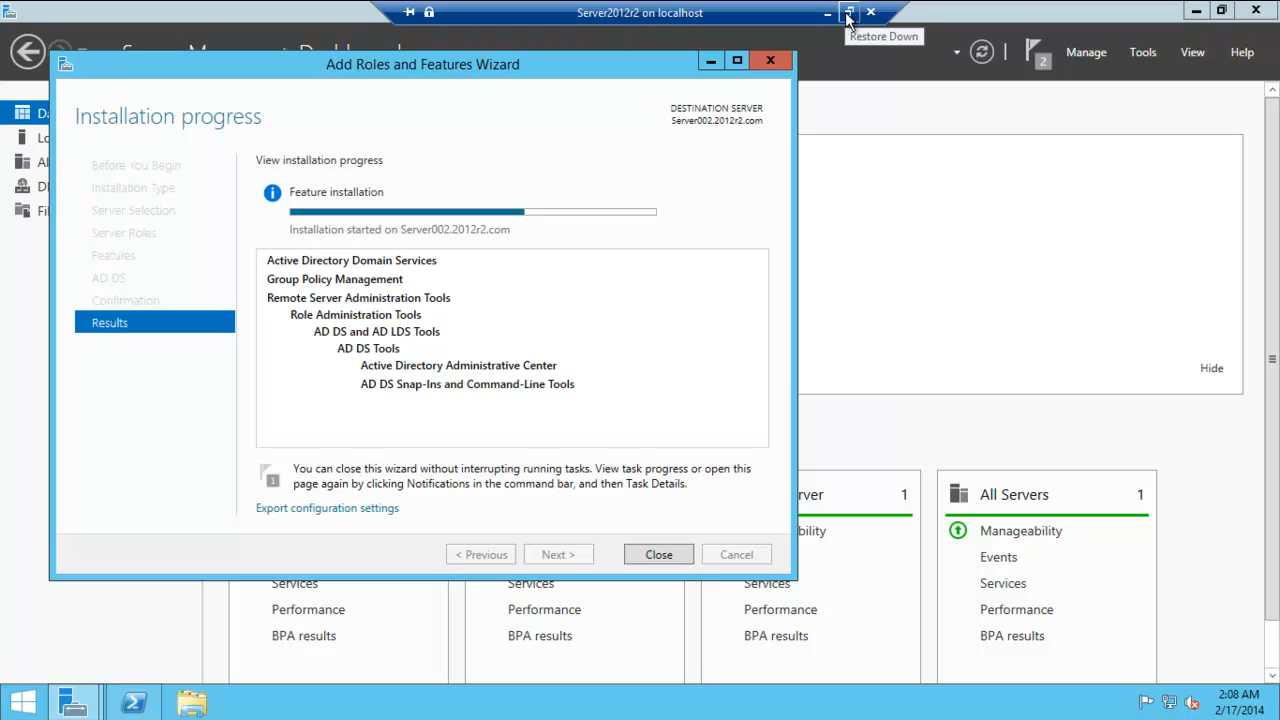 Server2012r2 on localhost
Restore Down
2
Manage
Tools
View
Help
Add Roles and Features Wizard
Installation progress
DESTINATION SERVER
Server002.2012r2.com
Before You Begin
Installation Type
Server Selection
Server Roles
Features
AD DS
Confirmation
Results
View installation progress
Feature installation
Installation started on Server002.2012r2.com
Active Directory Domain Services
Group Policy Management
Remote Server Administration Tools
Role Administration Tools
AD DS and AD LDS Tools
AD DS Tools
Active Directory Administrative Center
AD DS Snap-Ins and Command-Line Tools
1
You can close this wizard without interrupting running tasks. View task progress or open this
page again by clicking Notifications in the command bar, and then Task Details.
Export configuration settings
< Previous
Next >
Close
Cancel
Hide
1
All Servers
1
Manageability
Events
Services
Services
Services
Services
Performance
Performance
Performance
Performance
BPA results
BPA results
BPA results
BPA results
2:08 AM
2/17/2014